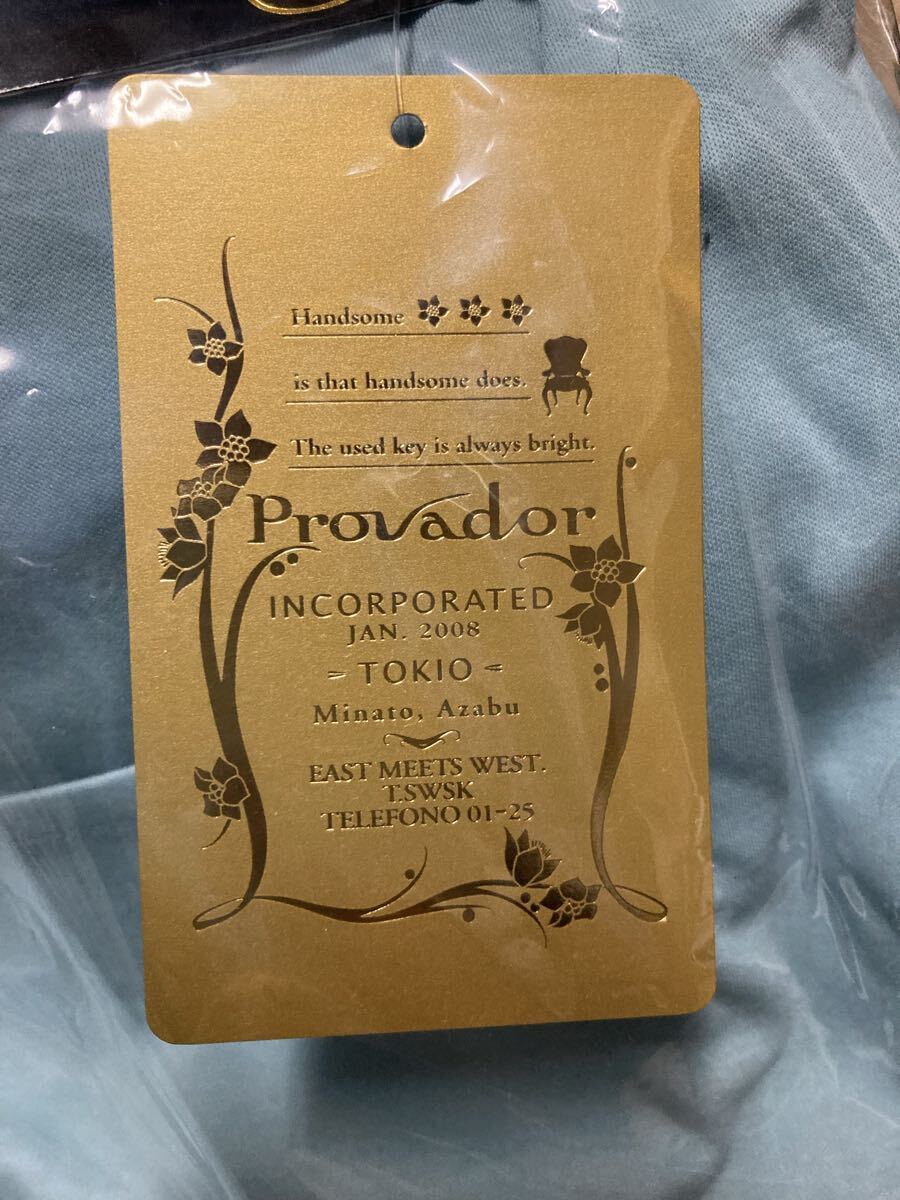 Handsome
is that handsome does.
The used key is always bright.
Provador
INCORPORATED
JAN. 2008
TOKIO
Minato, Azabu
EAST MEETS WEST.
T.SWSK
TELEFONO 01-25